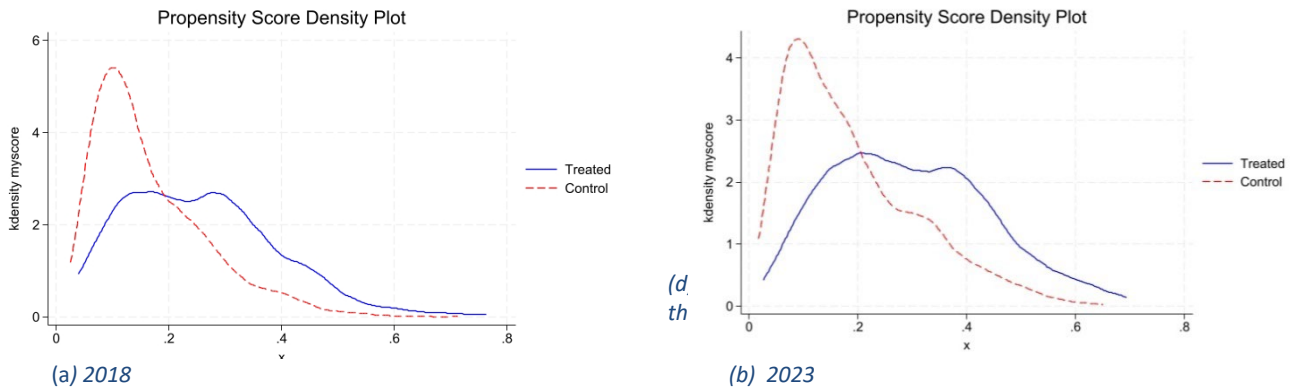 Propensity Score Density Plot
6
4
2
0
kdensity myscore
0 .2 .4 .6 .8
x
Treated
Control
(a) 2018
Propensity Score Density Plot
4
3
2
1
0
kdensity myscore
0 .2 .4 .6 .8
x
Treated
Control
(d
th
(b) 2023